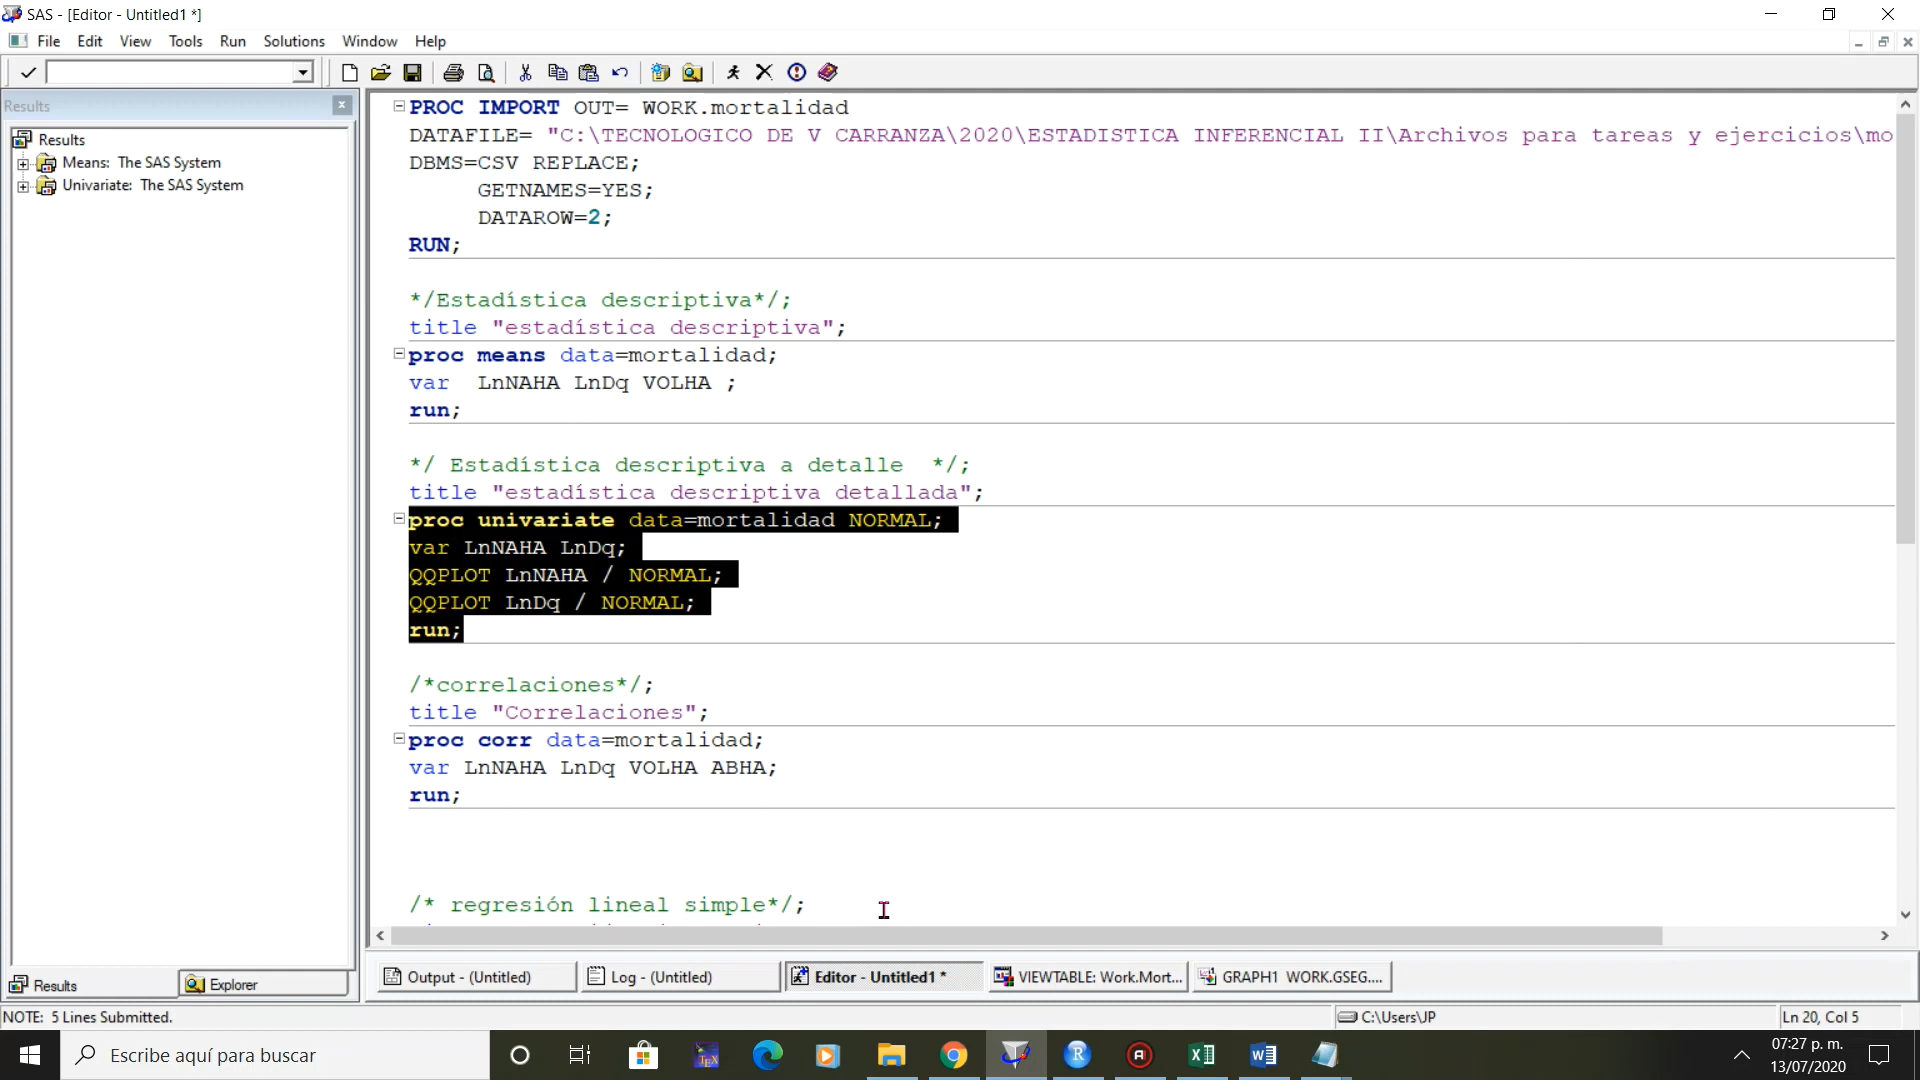 SAS - [Editor - Untitled1 *]
File Edit View Tools Run Solutions Window Help
Results
Results
Means: The SAS System
Univariate: The SAS System
PROC IMPORT OUT= WORK.mortalidad
DATAFILE= "C:\TECNOLOGICO DE V CARRANZA\2020\ESTADISTICA INFERENCIAL II\Archivos para tareas y ejercicios\mo
DBMS=CSV REPLACE;
GETNAMES=YES;
DATAROW=2;
RUN;
*/Estadística descriptiva*/;
title "estadística descriptiva";
proc means data=mortalidad;
var LnNAHA LnDq VOLHA ;
run;
*/ Estadística descriptiva a detalle */;
title "estadística descriptiva detallada";
proc univariate data=mortalidad NORMAL;
var LnNAHA LnDq;
QQPLOT LnNAHA / NORMAL;
QQPLOT LnDq / NORMAL;
run;
/*correlaciones*/;
title "Correlaciones";
proc corr data=mortalidad;
var LnNAHA LnDq VOLHA ABHA;
run;
/* regresión lineal simple*/;
Results Explorer
Output - (Untitled) Log - (Untitled) Editor - Untitled1 * VIEWTABLE: Work.Mort... GRAPH1 WORK.GSEG....
NOTE: 5 Lines Submitted.
C:\Users\JP
Ln 20, Col 5
Escribe aquí para buscar
07:27 p. m.
13/07/2020